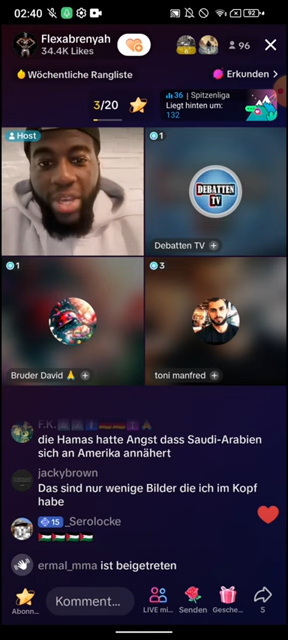 02:40
92
Flexabrenyah
34.4K Likes
96
Wöchentliche Rangliste
Erkunden >
3/20
36 | Spitzenliga
Liegt hinten um:
132
Host
1
DEBATTEN
TV
Debatten TV +
1
3
Bruder David 🙏 +
toni manfred +
F.K.
die Hamas hatte Angst dass Saudi-Arabien
sich an Amerika annähert
jackybrown
Das sind nur wenige Bilder die ich im Kopf
habe
15 _Serolocke
🇵🇸🇵🇸🇵🇸🇵🇸
ermal_mma ist beigetreten
Abonn...
Komment...
LIVE mi...
Senden
Gesche...
5